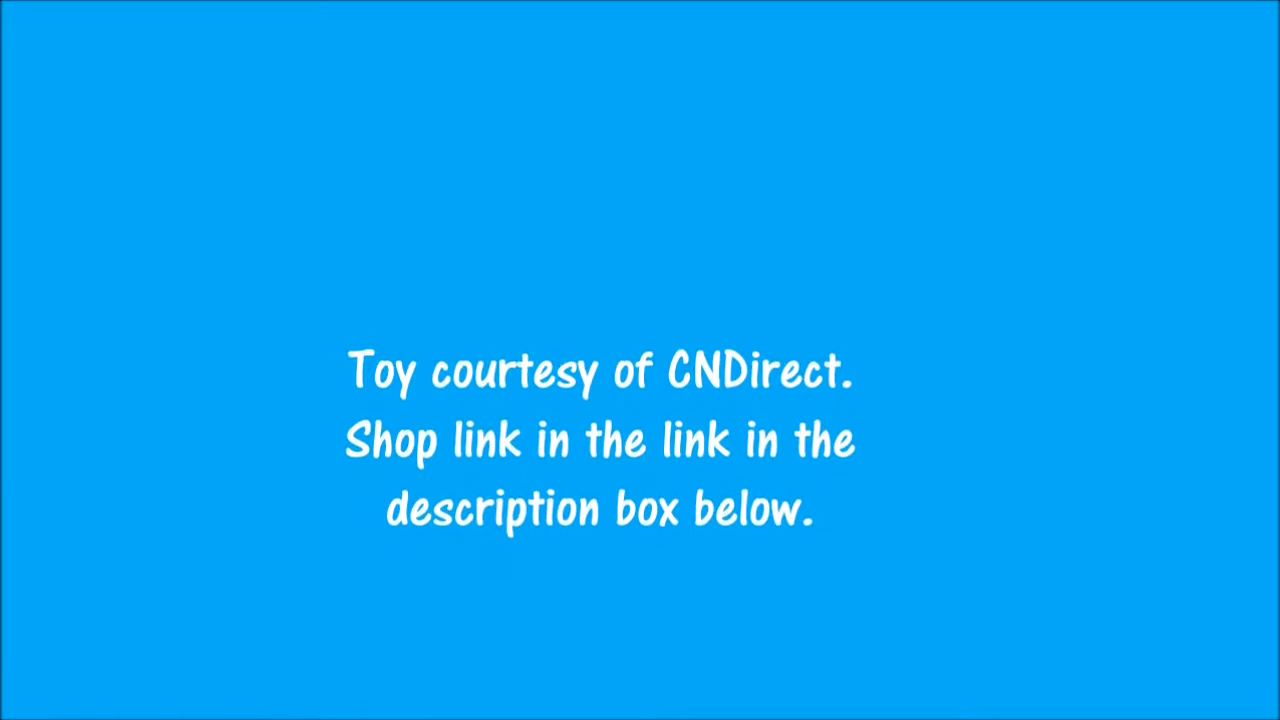 Toy courtesy of CNDirect.
Shop link in the link in the
description box below.